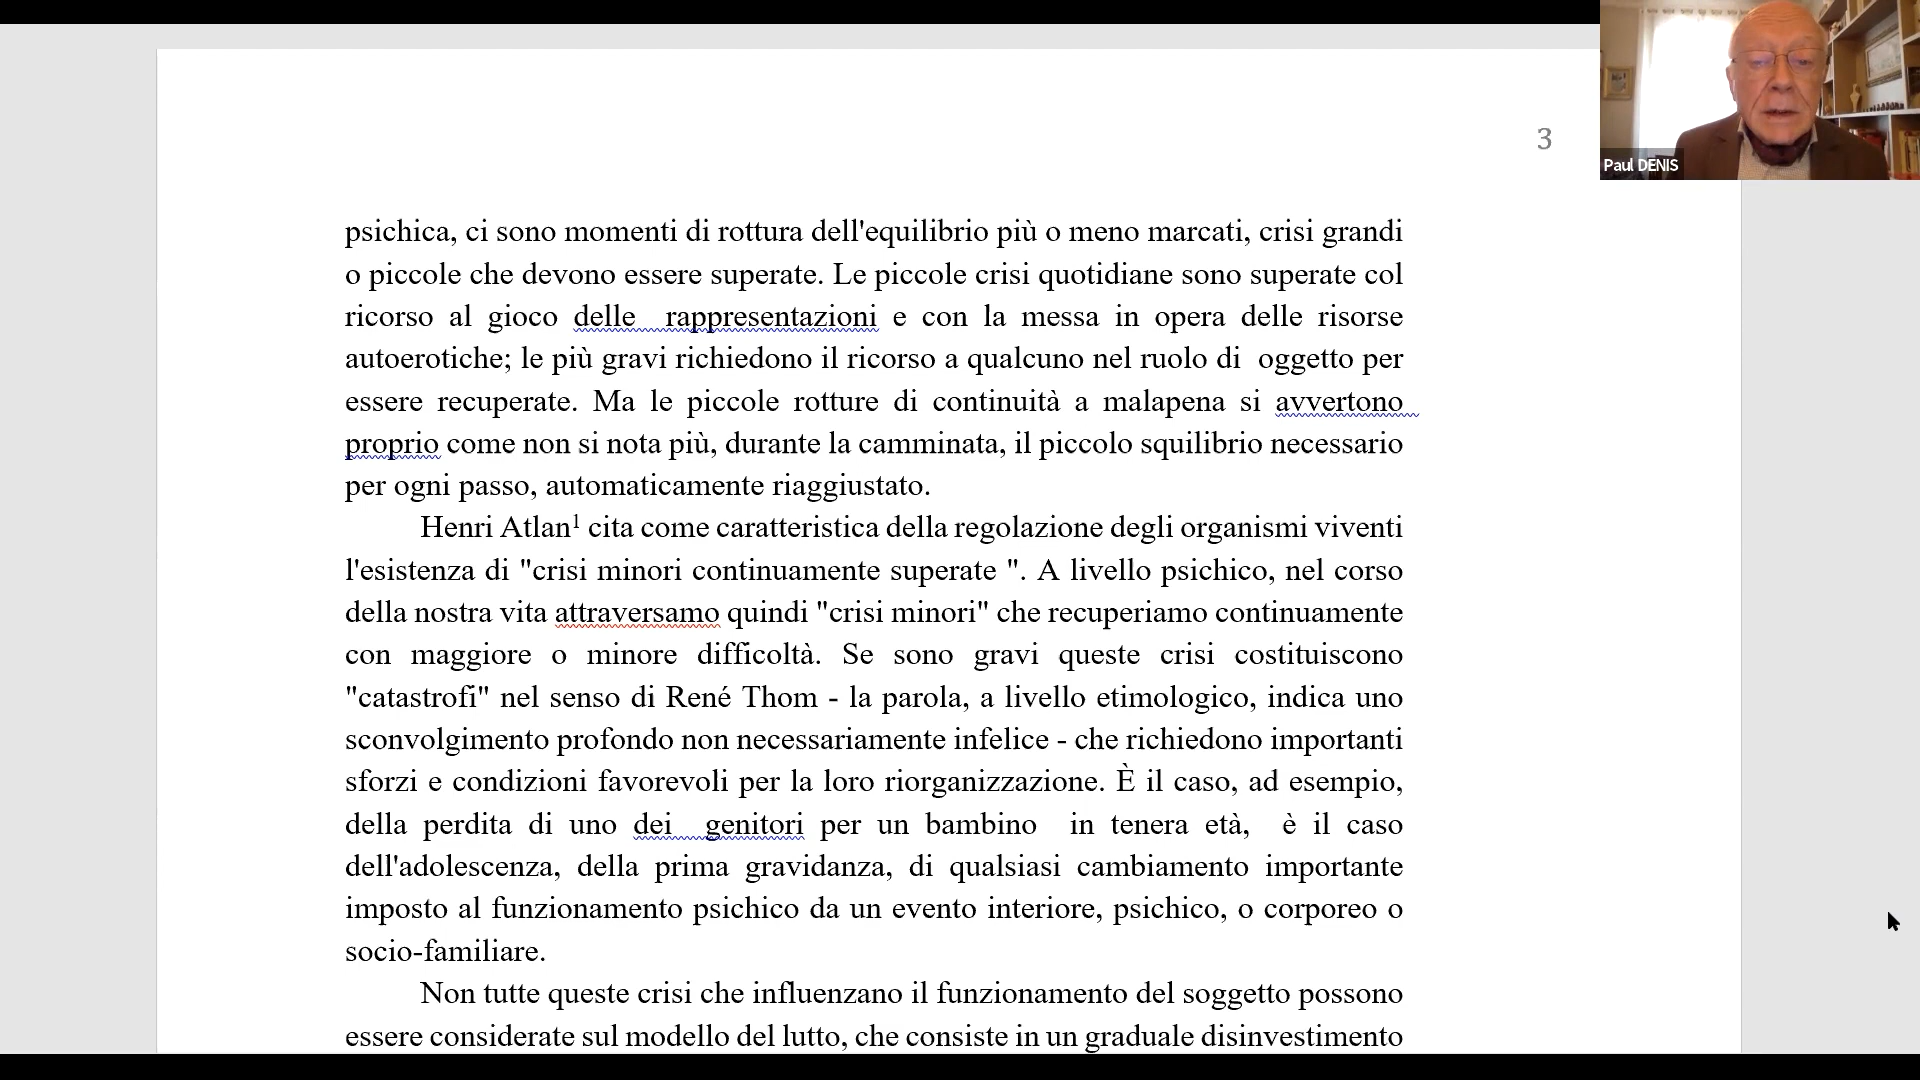 3
Paul DENIS
psichica, ci sono momenti di rottura dell'equilibrio più o meno marcati, crisi grandi
o piccole che devono essere superate. Le piccole crisi quotidiane sono superate col
ricorso al gioco delle rappresentazioni e con la messa in opera delle risorse
autoerotiche; le più gravi richiedono il ricorso a qualcuno nel ruolo di oggetto per
essere recuperate. Ma le piccole rotture di continuità a malapena si avvertono
proprio come non si nota più, durante la camminata, il piccolo squilibrio necessario
per ogni passo, automaticamente riaggiustato.
Henri Atlan¹ cita come caratteristica della regolazione degli organismi viventi
l'esistenza di "crisi minori continuamente superate ". A livello psichico, nel corso
della nostra vita attraversamo quindi "crisi minori" che recuperiamo continuamente
con maggiore o minore difficoltà. Se sono gravi queste crisi costituiscono
"catastrofi" nel senso di René Thom - la parola, a livello etimologico, indica uno
sconvolgimento profondo non necessariamente infelice - che richiedono importanti
sforzi e condizioni favorevoli per la loro riorganizzazione. È il caso, ad esempio,
della perdita di uno dei genitori per un bambino in tenera età, è il caso
dell'adolescenza, della prima gravidanza, di qualsiasi cambiamento importante
imposto al funzionamento psichico da un evento interiore, psichico, o corporeo o
socio-familiare.
Non tutte queste crisi che influenzano il funzionamento del soggetto possono
essere considerate sul modello del lutto, che consiste in un graduale disinvestimento